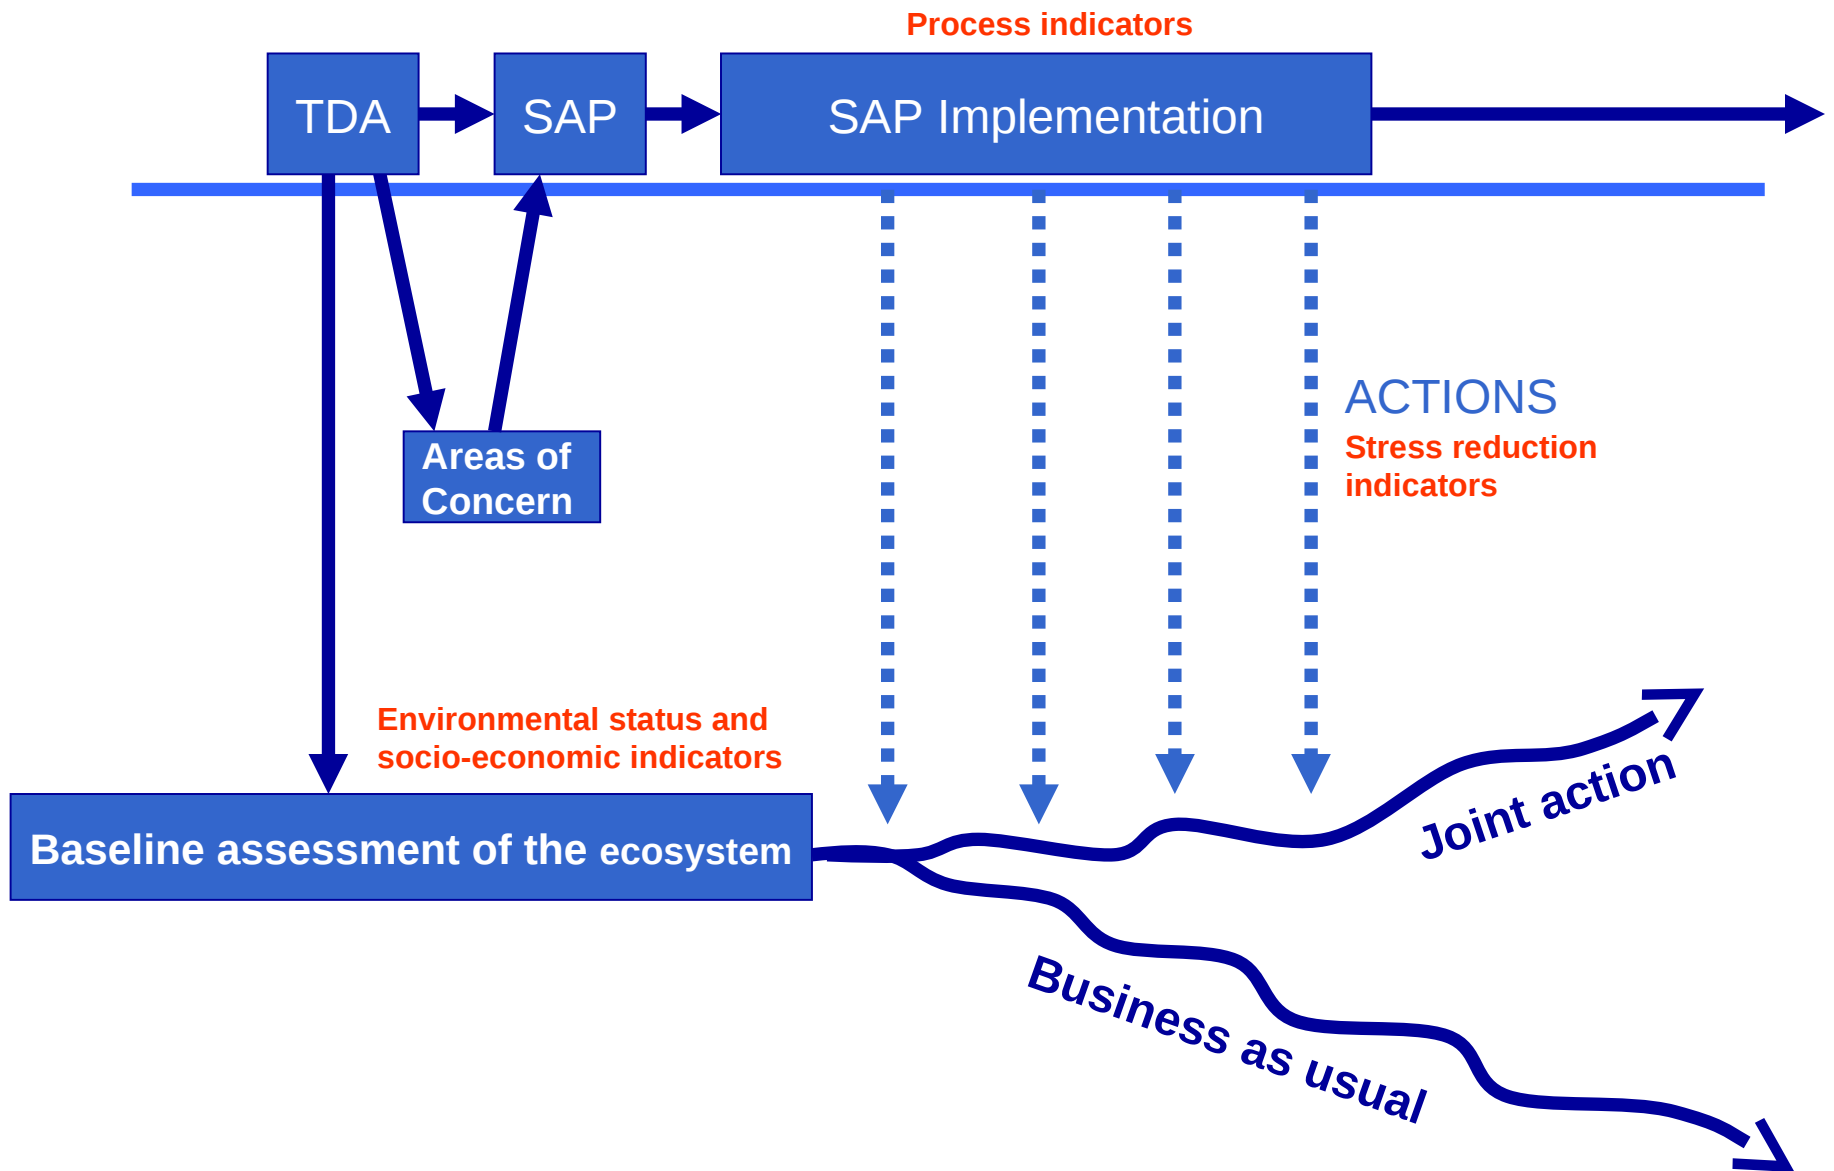 Process indicators
TDA
SAP
SAP Implementation
ACTIONS
Stress reduction
indicators
Areas of
Concern
Environmental status and
socio-economic indicators
Baseline assessment of the ecosystem
Joint action
Business as usual